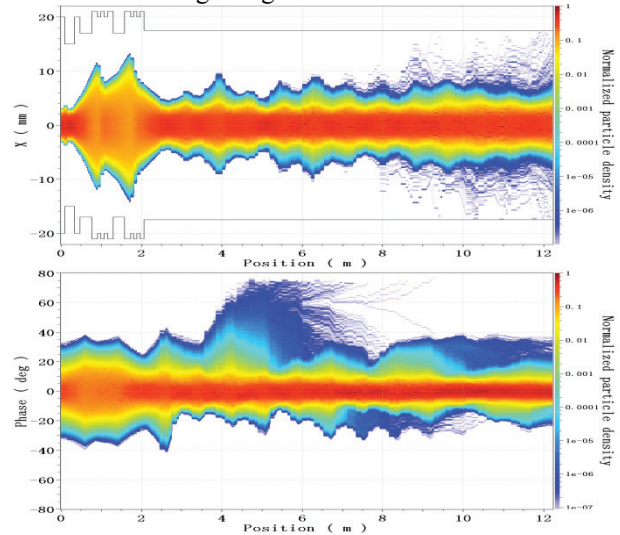 20
10
0
-10
-20
X ( mm )
0 2 4 6 8 10 12
Position ( m )
1
0.1
0.01
0.001
0.0001
1e-05
1e-06
Normalized particle density
80
60
40
20
0
-20
-40
-60
-80
Phase ( deg )
0 2 4 6 8 10 12
Position ( m )
1
0.1
0.01
0.001
0.0001
1e-05
1e-06
1e-07
Normalized particle density